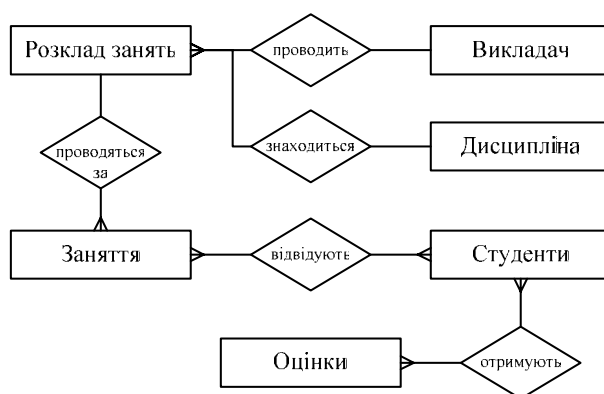 Розклад занять
проводить
Викладач
проводяться
за
знаходиться
Дисципліна
Заняття
відвідують
Студенти
Оцінки
отримують